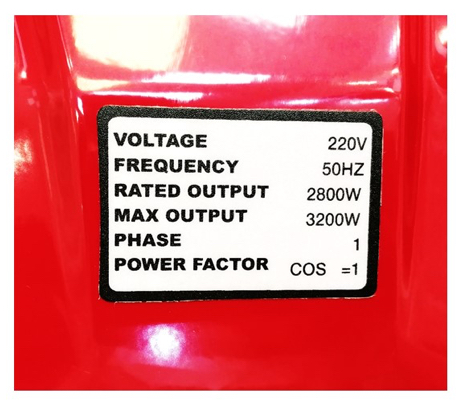 VOLTAGE 220V
FREQUENCY 50HZ
RATED OUTPUT 2800W
MAX OUTPUT 3200W
PHASE 1
POWER FACTOR COS =1